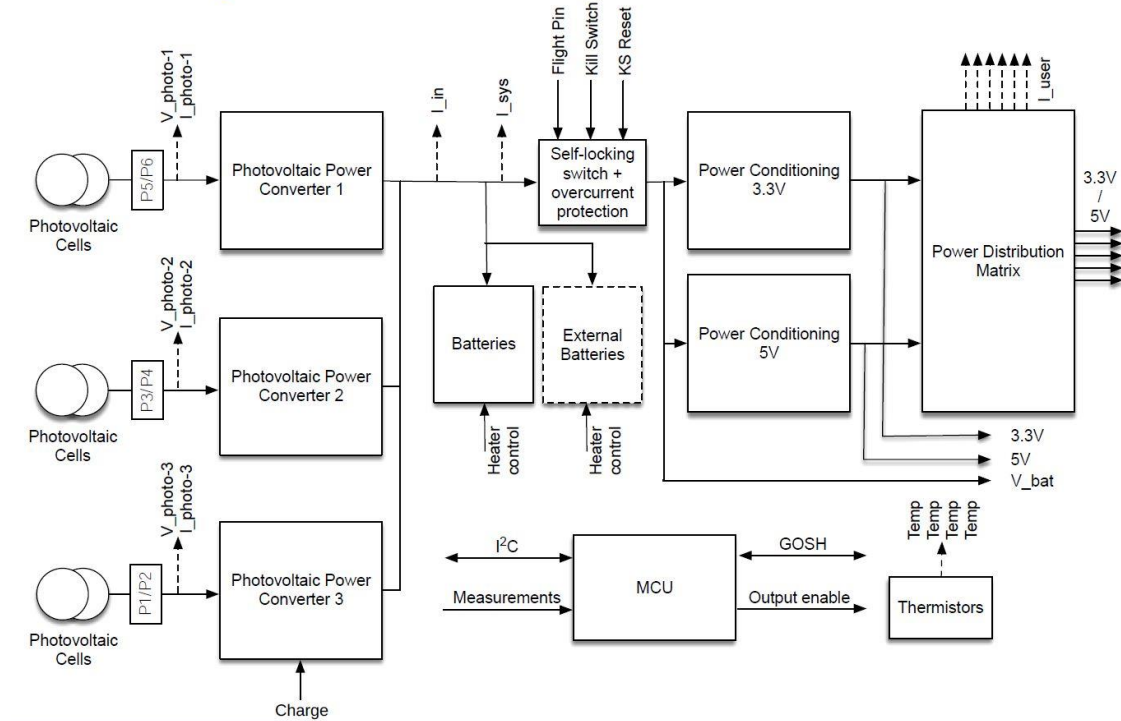 V_photo-1
I_photo-1
P5/P6
Photovoltaic
Cells
Photovoltaic Power
Converter 1
I_in
I_sys
Flight Pin
Kill Switch
KS Reset
Self-locking
switch +
overcurrent
protection
Power Conditioning
3.3V
I_user
Power Distribution
Matrix
3.3V
/
5V
V_photo-2
I_photo-2
P3/P4
Photovoltaic
Cells
Photovoltaic Power
Converter 2
Batteries
External
Batteries
Heater
control
Heater
control
Power Conditioning
5V
3.3V
5V
V_bat
V_photo-3
I_photo-3
P1/P2
Photovoltaic
Cells
Photovoltaic Power
Converter 3
Charge
I²C
Measurements
MCU
GOSH
Output enable
Temp
Temp
Temp
Temp
Thermistors